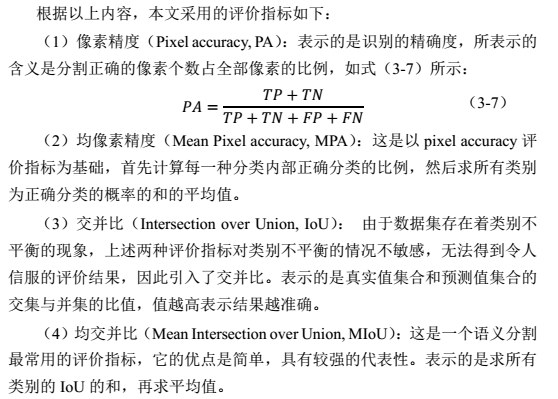 根据以上内容，本文采用的评价指标如下：
（1）像素精度（Pixel accuracy, PA）：表示的是识别的精确度，所表示的
含义是分割正确的像素个数占全部像素的比例，如式（3-7）所示：
PA = \frac{TP + TN}{TP + TN + FP + FN} （3-7）
（2）均像素精度（Mean Pixel accuracy, MPA）：这是以 pixel accuracy 评
价指标为基础，首先计算每一种分类内部正确分类的比例，然后求所有类别
为正确分类的概率的和的平均值。
（3）交并比（Intersection over Union, IoU）： 由于数据集存在着类别不
平衡的现象，上述两种评价指标对类别不平衡的情况不敏感，无法得到令人
信服的评价结果，因此引入了交并比。表示的是真实值集合和预测值集合的
交集与并集的比值，值越高表示结果越准确。
（4）均交并比（Mean Intersection over Union, MIoU）：这是一个语义分割
最常用的评价指标，它的优点是简单，具有较强的代表性。表示的是求所有
类别的 IoU 的和，再求平均值。